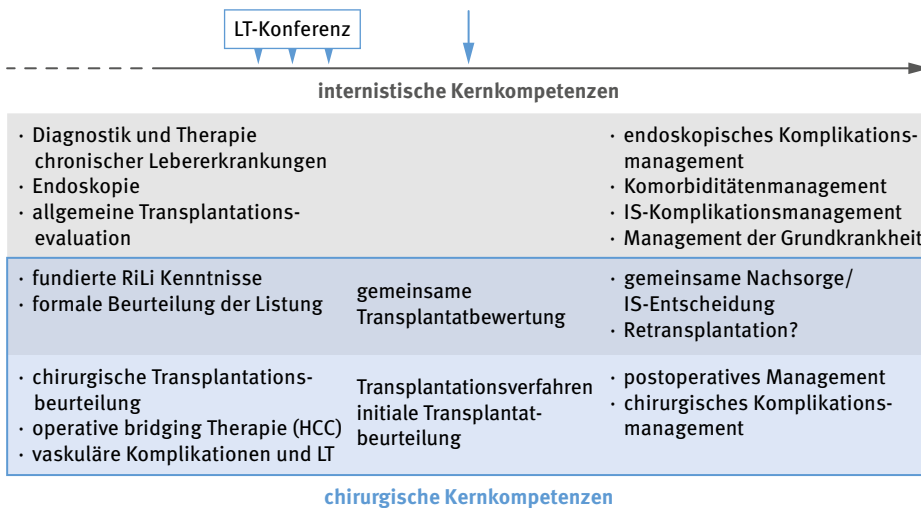 LT-Konferenz
internistische Kernkompetenzen
· Diagnostik und Therapie
chronischer Lebererkrankungen
· Endoskopie
· allgemeine Transplantations-
evaluation
· endoskopisches Komplikations-
management
· Komorbiditätenmanagement
· IS-Komplikationsmanagement
· Management der Grundkrankheit
· fundierte RiLi Kenntnisse
· formale Beurteilung der Listung
gemeinsame
Transplantatbewertung
· gemeinsame Nachsorge/
IS-Entscheidung
· Retransplantation?
· chirurgische Transplantations-
beurteilung
· operative bridging Therapie (HCC)
· vaskuläre Komplikationen und LT
Transplantationsverfahren
initiale Transplantat-
beurteilung
· postoperatives Management
· chirurgisches Komplikations-
management
chirurgische Kernkompetenzen